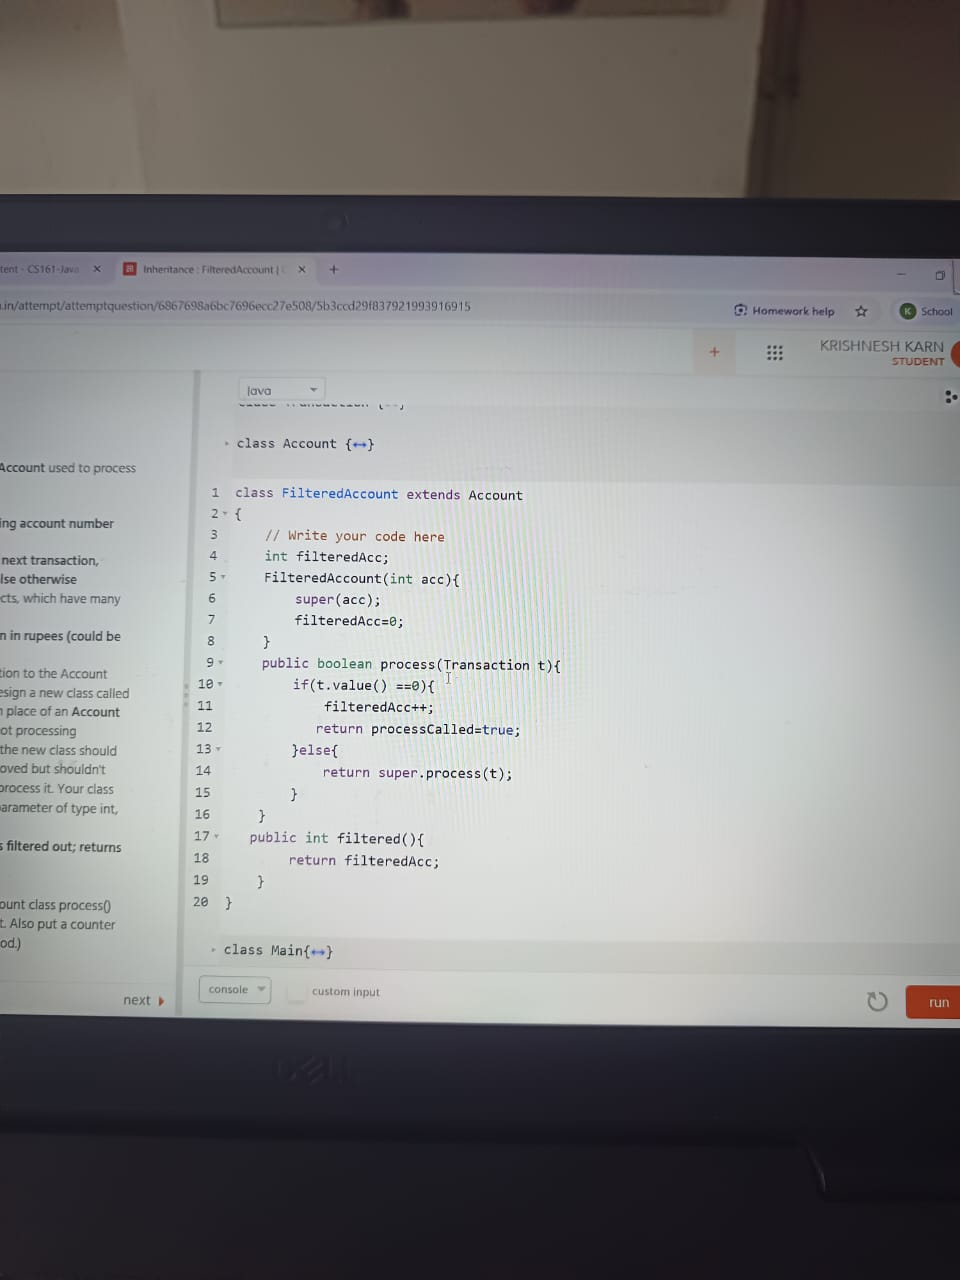 tent - CS161-Java ×
Inheritance : FilteredAccount | × +
.in/attempt/attemptquestion/6867698a6bc7696ecc27e508/5b3ccd29f837921993916915
Homework help
K School
+
KRISHNESH KARN
STUDENT
Java
class Account {↔}
Account used to process
ing account number
next transaction,
lse otherwise
cts, which have many
n in rupees (could be
tion to the Account
esign a new class called
n place of an Account
ot processing
the new class should
oved but shouldn't
process it. Your class
parameter of type int,
s filtered out; returns
ount class process()
t. Also put a counter
od.)
next
1 class FilteredAccount extends Account
2 {
3 // Write your code here
4 int filteredAcc;
5 FilteredAccount(int acc){
6 super(acc);
7 filteredAcc=0;
8 }
9 public boolean process(Transaction t){
10 if(t.value() ==0){
11 filteredAcc++;
12 return processCalled=true;
13 }else{
14 return super.process(t);
15 }
16 }
17 public int filtered(){
18 return filteredAcc;
19 }
20 }
class Main{↔}
console
custom input
run
DELL